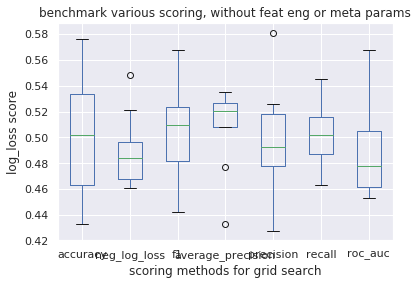 benchmark various scoring, without feat eng or meta params
0.58
0.56
0.54
0.52
0.50
0.48
0.46
0.44
0.42
log_loss score
accuracy neg_log_loss f1 average_precision precision recall roc_auc
scoring methods for grid search